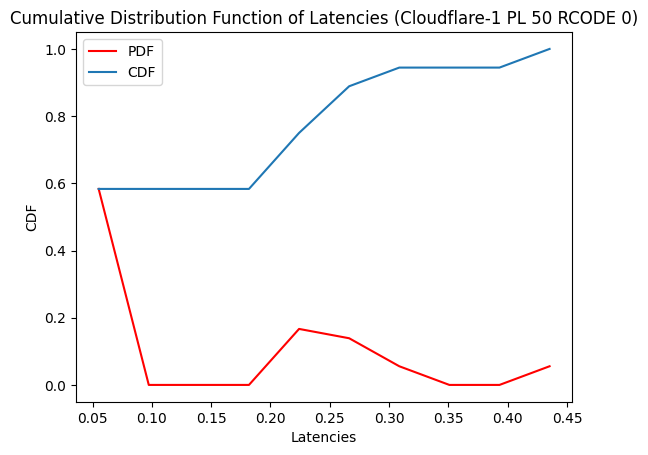 Cumulative Distribution Function of Latencies (Cloudflare-1 PL 50 RCODE 0)
PDF
CDF
1.0
0.8
0.6
0.4
0.2
0.0
CDF
0.05 0.10 0.15 0.20 0.25 0.30 0.35 0.40 0.45
Latencies